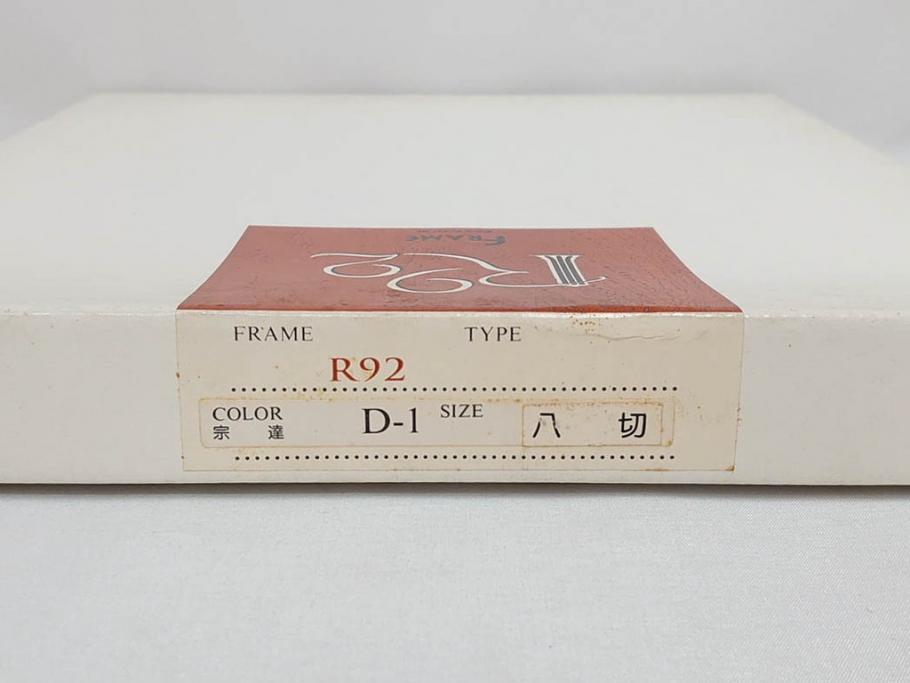 FRAME
R92
FRAME TYPE
R92
COLOR D-1 SIZE 八切
宗達